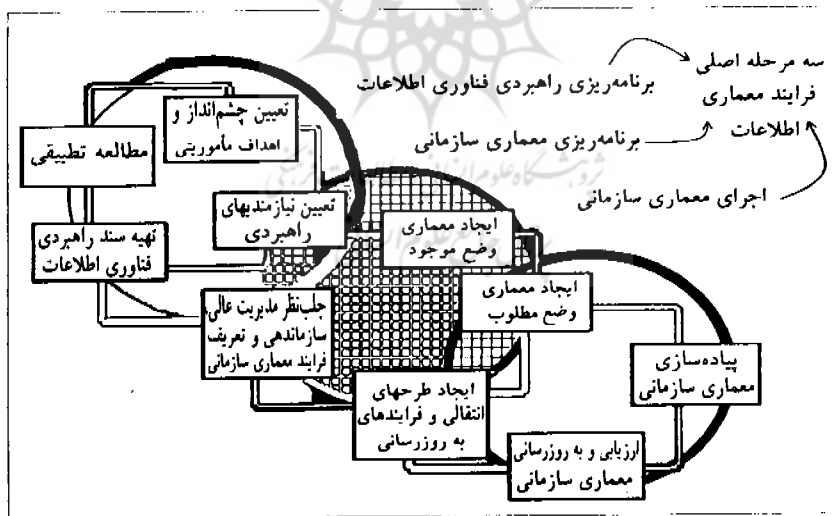 سه مرحله اصلی
فرایند معماری
اطلاعات
برنامه‌ریزی راهبردی فناوری اطلاعات
برنامه‌ریزی معماری سازمانی
اجرای معماری سازمانی
تعیین چشم‌انداز و
اهداف مأموریتی
مطالعه تطبیقی
تعیین نیازمندیهای
راهبردی
تهیه سند راهبردی
فناوری اطلاعات
ایجاد معماری
وضع موجود
جلب‌نظر مدیریت عالی،
سازماندهی و تعریف
فرایند معماری سازمانی
ایجاد معماری
وضع مطلوب
ایجاد طرحهای
انتقالی و فرایندهای
به روزرسانی
پیاده‌سازی
معماری سازمانی
ارزیابی و به روزرسانی
معماری سازمانی